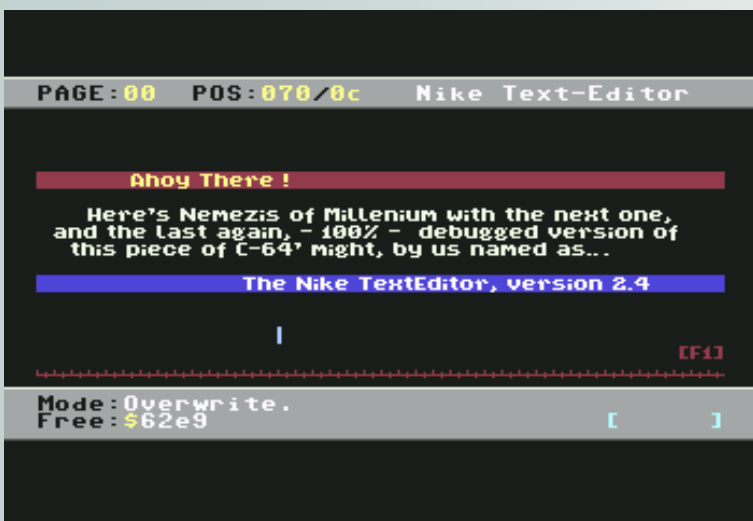 PAGE:00 POS:070/0c Nike Text-Editor
Ahoy There !
Here's Nemezis of Millenium with the next one,
and the last again, - 100% - debugged version of
this piece of C-64' might, by us named as...
The Nike TextEditor, version 2.4
[F1]
Mode:Overwrite.
Free:$62e9 [ ]